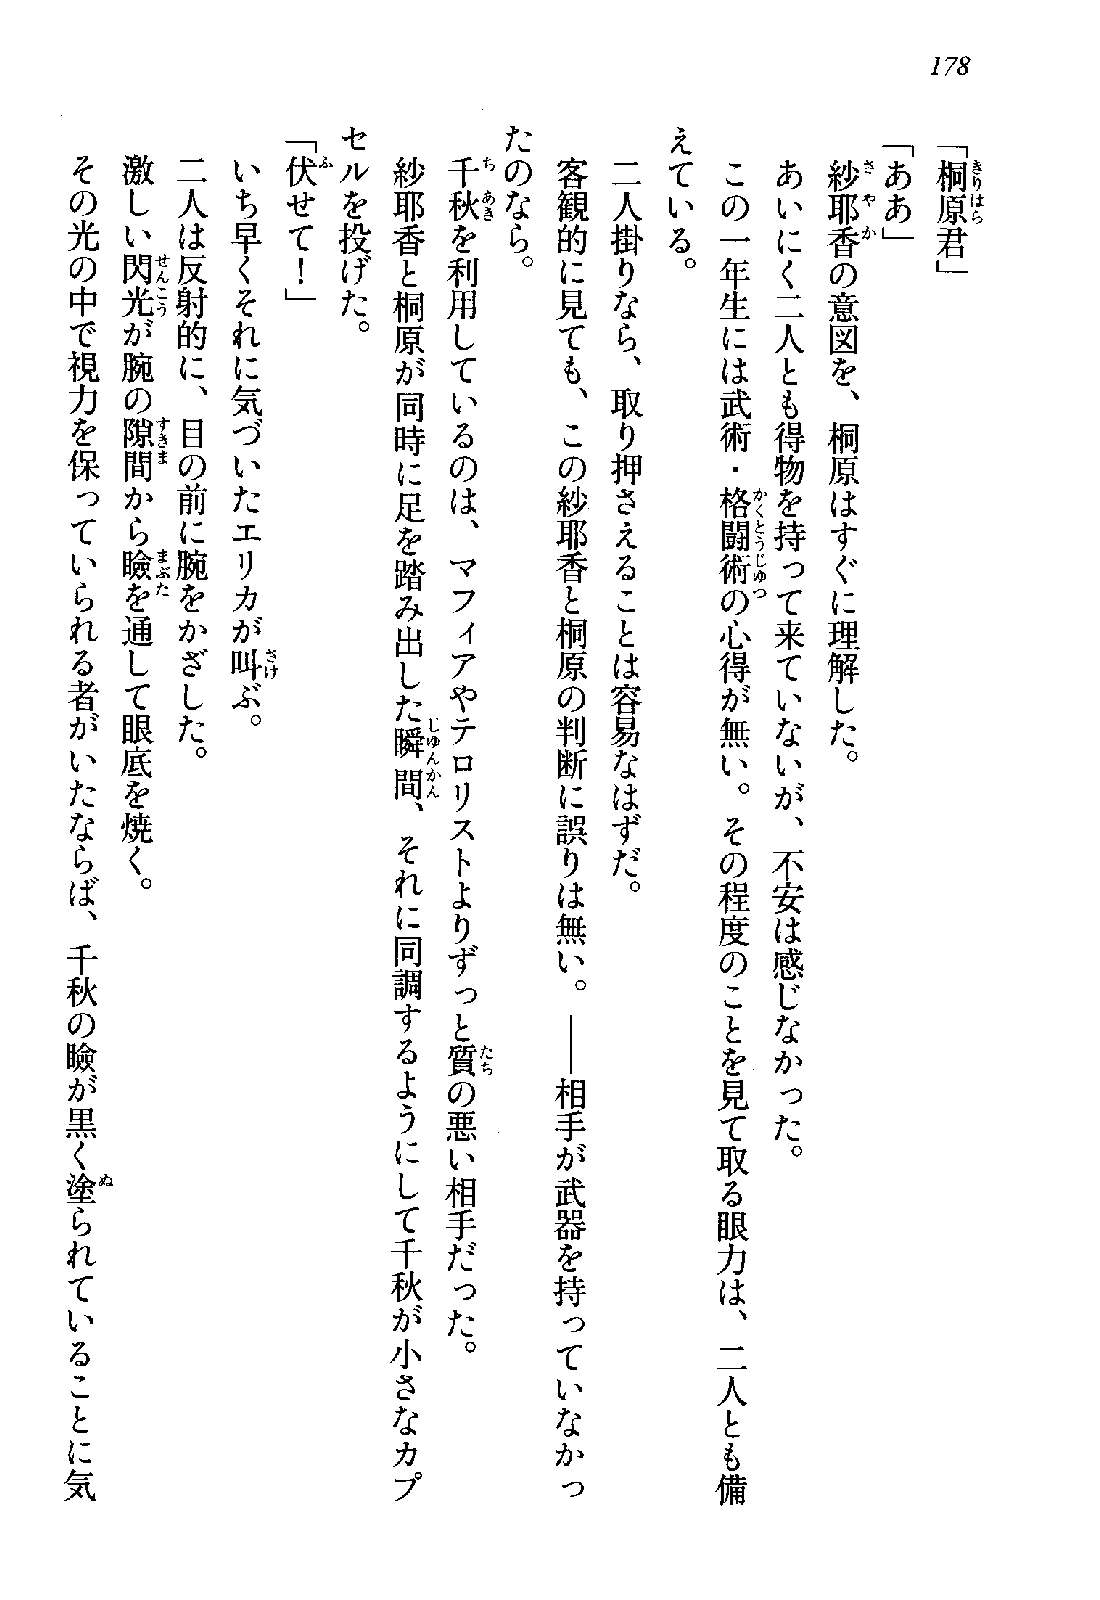 178
「桐原君」
「ああ」
紗耶香の意図を、桐原はすぐに理解した。
あいにく二人とも得物を持って来ていないが、不安は感じなかった。
この一年生には武術・格闘術の心得が無い。その程度のことを見て取る眼力は、二人とも備
えている。
二人掛りなら、取り押さえることは容易なはずだ。
客観的に見ても、この紗耶香と桐原の判断に誤りは無い。――相手が武器を持っていなかっ
たのなら。
千秋を利用しているのは、マフィアやテロリストよりずっと質の悪い相手だった。
紗耶香と桐原が同時に足を踏み出した瞬間、それに同調するようにして千秋が小さなカプ
セルを投げた。
「伏せて！」
いち早くそれに気づいたエリカが叫ぶ。
二人は反射的に、目の前に腕をかざした。
激しい閃光が腕の隙間から瞼を通して眼底を焼く。
その光の中で視力を保っていられる者がいたならば、千秋の瞼が黒く塗られていることに気